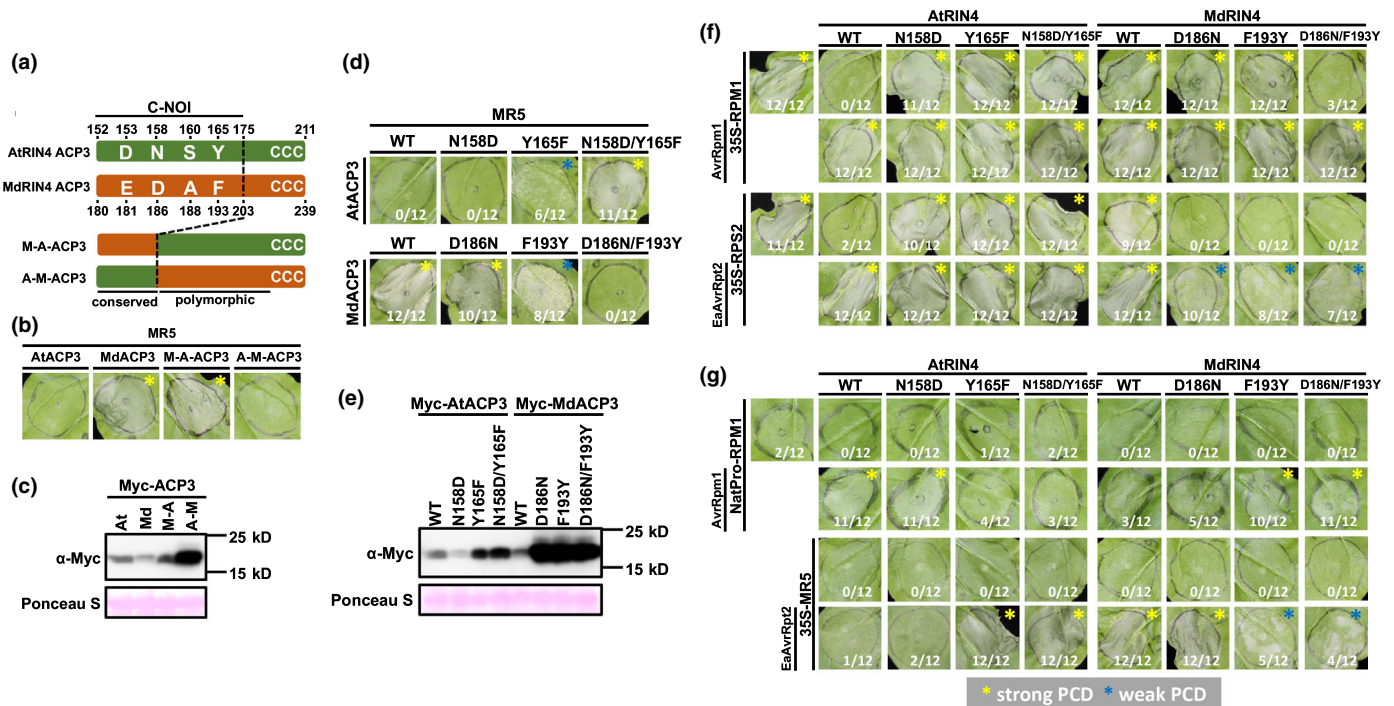 (a)
C-NOI
152 153 158 160 165 175 211
AtRIN4 ACP3 D N S Y CCC
MdRIN4 ACP3 E D A F CCC
180 181 186 188 193 203 239
M-A-ACP3 CCC
A-M-ACP3 CCC
conserved polymorphic
(b)
MR5
AtACP3 MdACP3 M-A-ACP3 A-M-ACP3
* *
(c)
Myc-ACP3
At Md M-A A-M
α-Myc
25 kD
15 kD
Ponceau S
(d)
MR5
WT N158D Y165F N158D/Y165F
AtACP3
* *
0/12 0/12 6/12 11/12
WT D186N F193Y D186N/F193Y
MdACP3
* * *
12/12 10/12 8/12 0/12
(e)
Myc-AtACP3 Myc-MdACP3
WT N158D Y165F N158D/Y165F WT D186N F193Y D186N/F193Y
α-Myc
25 kD
15 kD
Ponceau S
(f)
AtRIN4 MdRIN4
WT N158D Y165F N158D/Y165F WT D186N F193Y D186N/F193Y
35S-RPM1
* * * * * * *
12/12 0/12 11/12 12/12 12/12 12/12 12/12 12/12 3/12
AvrRpm1
* * * * * * * *
12/12 12/12 12/12 12/12 12/12 12/12 12/12 12/12
35S-RPS2
* * * * *
11/12 2/12 10/12 12/12 12/12 9/12 0/12 0/12 0/12
EaAvrRpt2
* * * * * * * *
12/12 12/12 12/12 12/12 12/12 10/12 8/12 7/12
(g)
AtRIN4 MdRIN4
WT N158D Y165F N158D/Y165F WT D186N F193Y D186N/F193Y
NatPro-RPM1
2/12 0/12 0/12 1/12 2/12 0/12 0/12 0/12 0/12
AvrRpm1
* * * *
11/12 11/12 4/12 3/12 3/12 5/12 10/12 11/12
35S-MR5
0/12 0/12 0/12 0/12 0/12 0/12 0/12 0/12
EaAvrRpt2
* * * * * *
1/12 2/12 12/12 12/12 12/12 12/12 5/12 4/12
* strong PCD * weak PCD